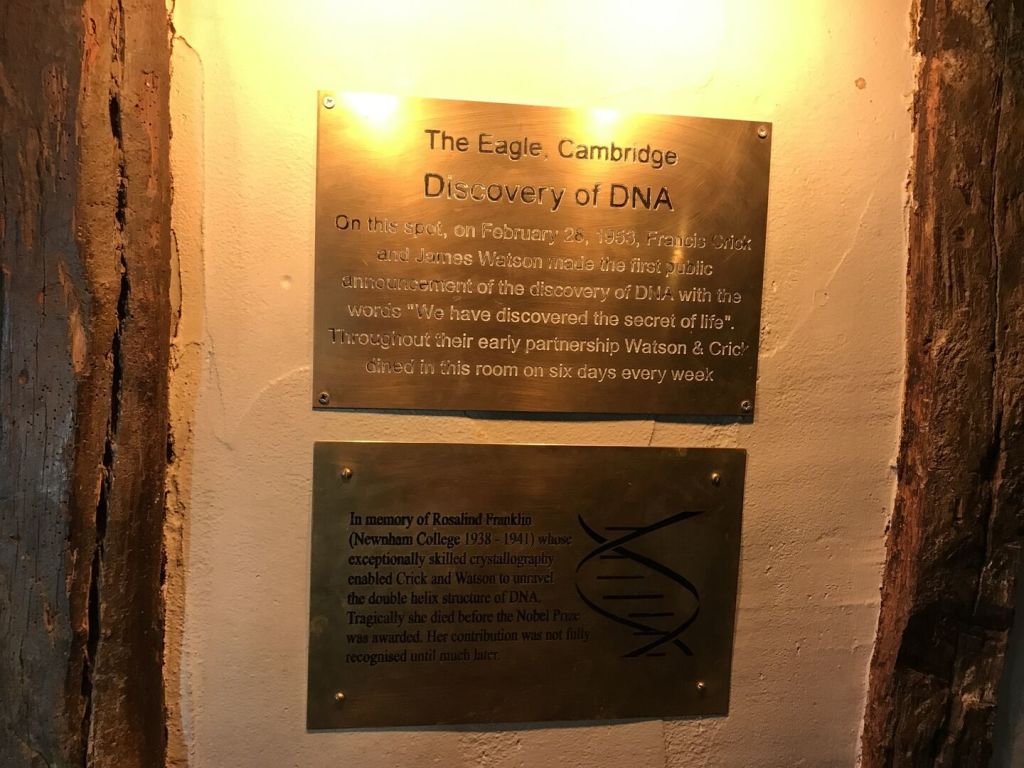 The Eagle, Cambridge
Discovery of DNA
On this spot, on February 28, 1953, Francis Crick
and James Watson made the first public
announcement of the discovery of DNA with the
words "We have discovered the secret of life".
Throughout their early partnership Watson & Crick
dined in this room on six days every week
In memory of Rosalind Franklin
(Newnham College 1938 - 1941) whose
exceptionally skilled crystallography
enabled Crick and Watson to unravel
the double helix structure of DNA.
Tragically she died before the Nobel Prize
was awarded. Her contribution was not fully
recognised until much later.